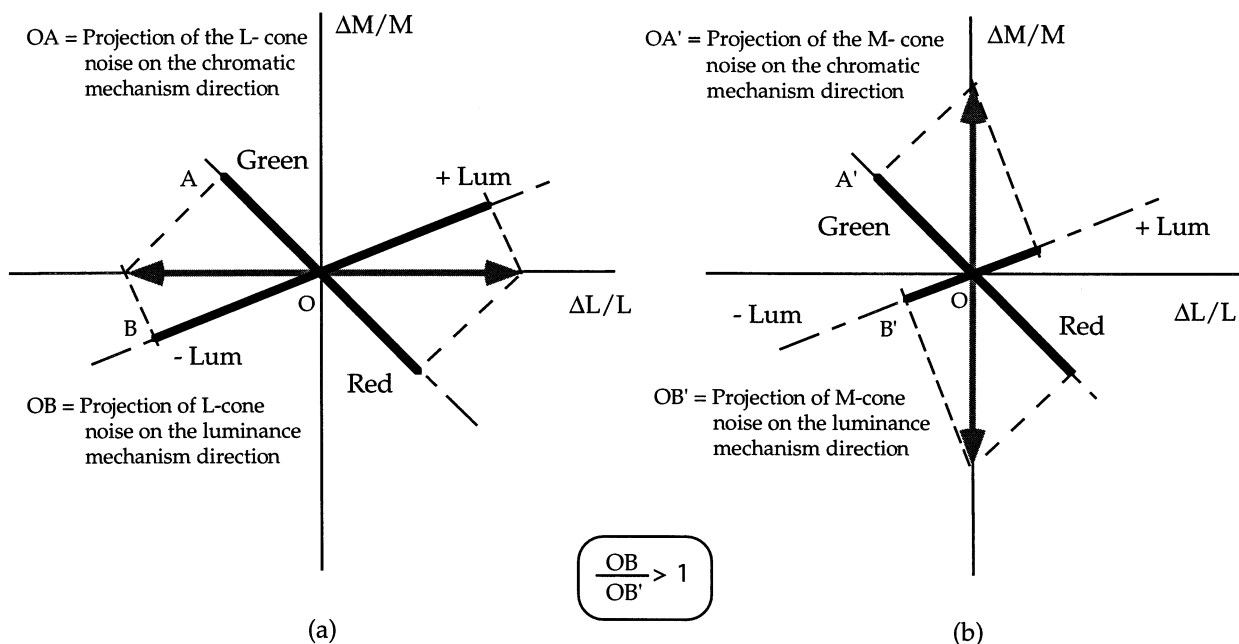 OA = Projection of the L- cone
noise on the chromatic
mechanism direction
ΔM/M
Green
A
+ Lum
O
ΔL/L
B
- Lum
Red
OB = Projection of L-cone
noise on the luminance
mechanism direction
(a)
OA' = Projection of the M- cone
noise on the chromatic
mechanism direction
ΔM/M
A'
Green
+ Lum
O
ΔL/L
- Lum
B'
Red
OB' = Projection of M-cone
noise on the luminance
mechanism direction
OB
OB'
> 1
(b)